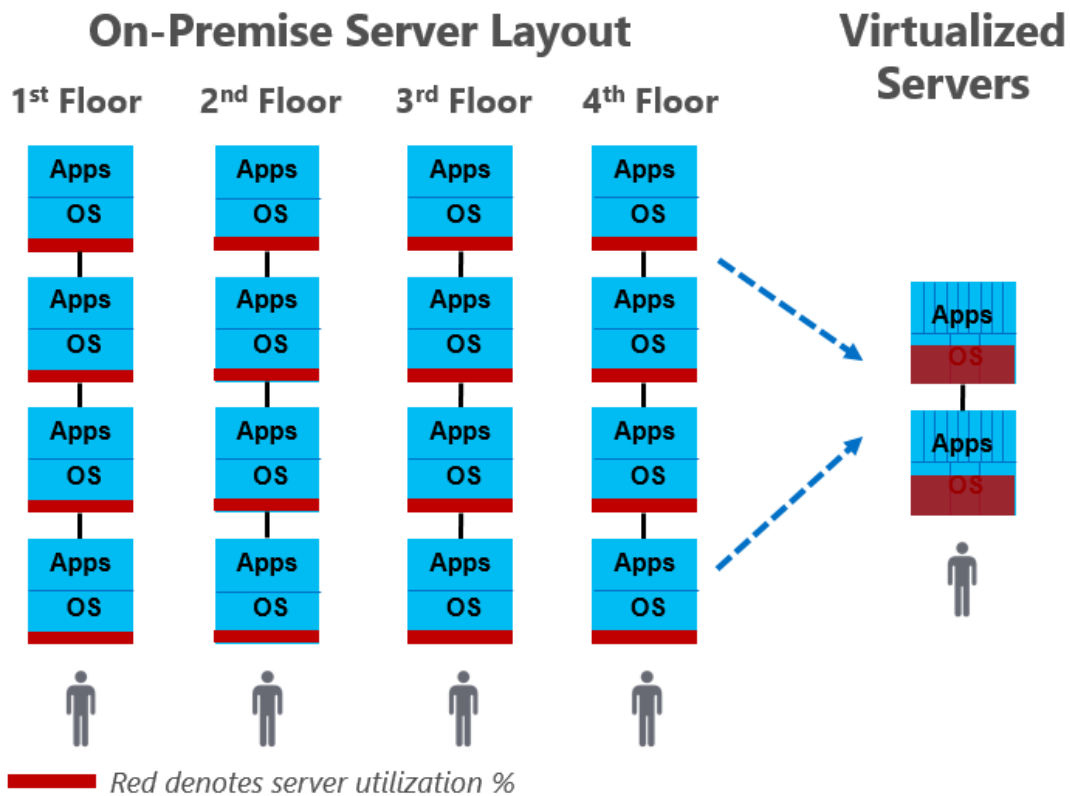 On-Premise Server Layout
Virtualized
Servers
1st Floor
2nd Floor
3rd Floor
4th Floor
Apps
OS
Apps
OS
Apps
OS
Apps
OS
Apps
OS
Apps
OS
Apps
OS
Apps
OS
Apps
OS
Apps
OS
Apps
OS
Apps
OS
Apps
OS
Apps
OS
Apps
OS
Apps
OS
Apps
OS
Apps
OS
Red denotes server utilization %